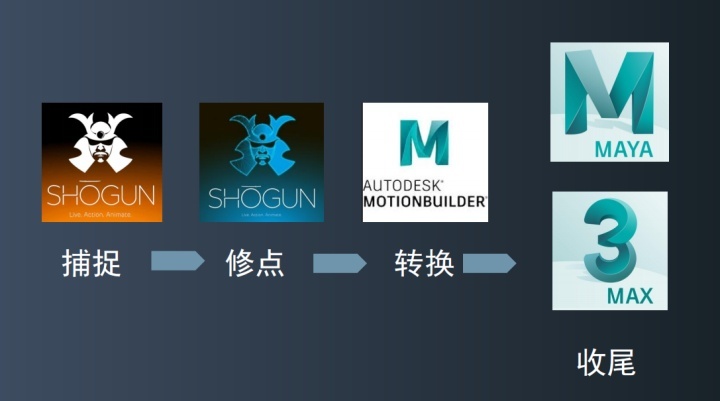 SHŌGUN
Live. Action. Animate.
捕捉
SHŌGUN
Live. Action. Animate.
修点
M
AUTODESK®
MOTIONBUILDER®
转换
M
MAYA
3
MAX
收尾